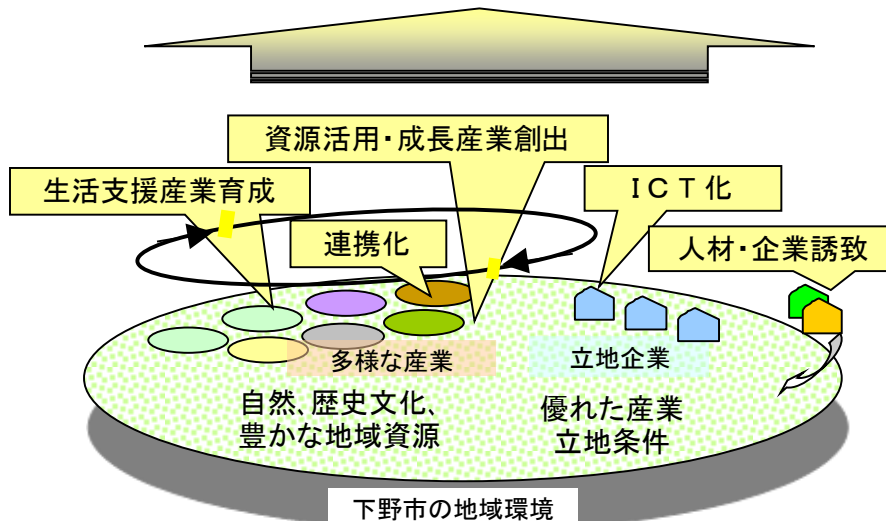 資源活用・成長産業創出
生活支援産業育成
ＩＣＴ化
連携化
人材・企業誘致
多様な産業
立地企業
自然、歴史文化、
豊かな地域資源
優れた産業
立地条件
下野市の地域環境